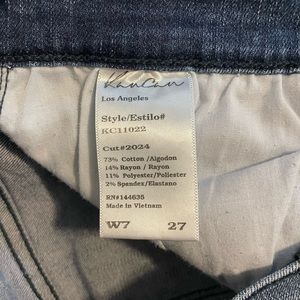 KanCan
Los Angeles
Style/Estilo#
KC11022
Cut#2024
73% Cotton /Algodon
14% Rayon / Rayon
11% Polyester/Poliester
2% Spandex/Elastano
RN#144635
Made in Vietnam
W7 27